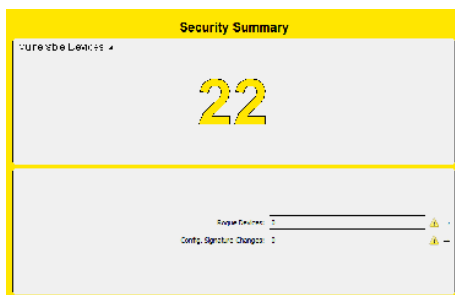 Security Summary
Vulnerable Devices
22
Rogue Devices: 0
Config. Signature Changes: 0